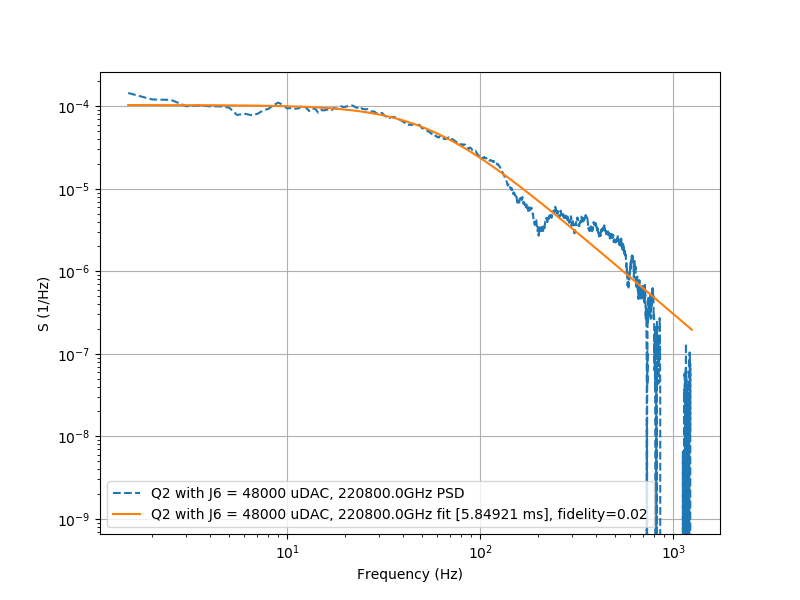 10⁻⁴
10⁻⁵
10⁻⁶
10⁻⁷
10⁻⁸
10⁻⁹
S (1/Hz)
Q2 with J6 = 48000 uDAC, 220800.0GHz PSD
Q2 with J6 = 48000 uDAC, 220800.0GHz fit [5.84921 ms], fidelity=0.02
10¹ 10² 10³
Frequency (Hz)